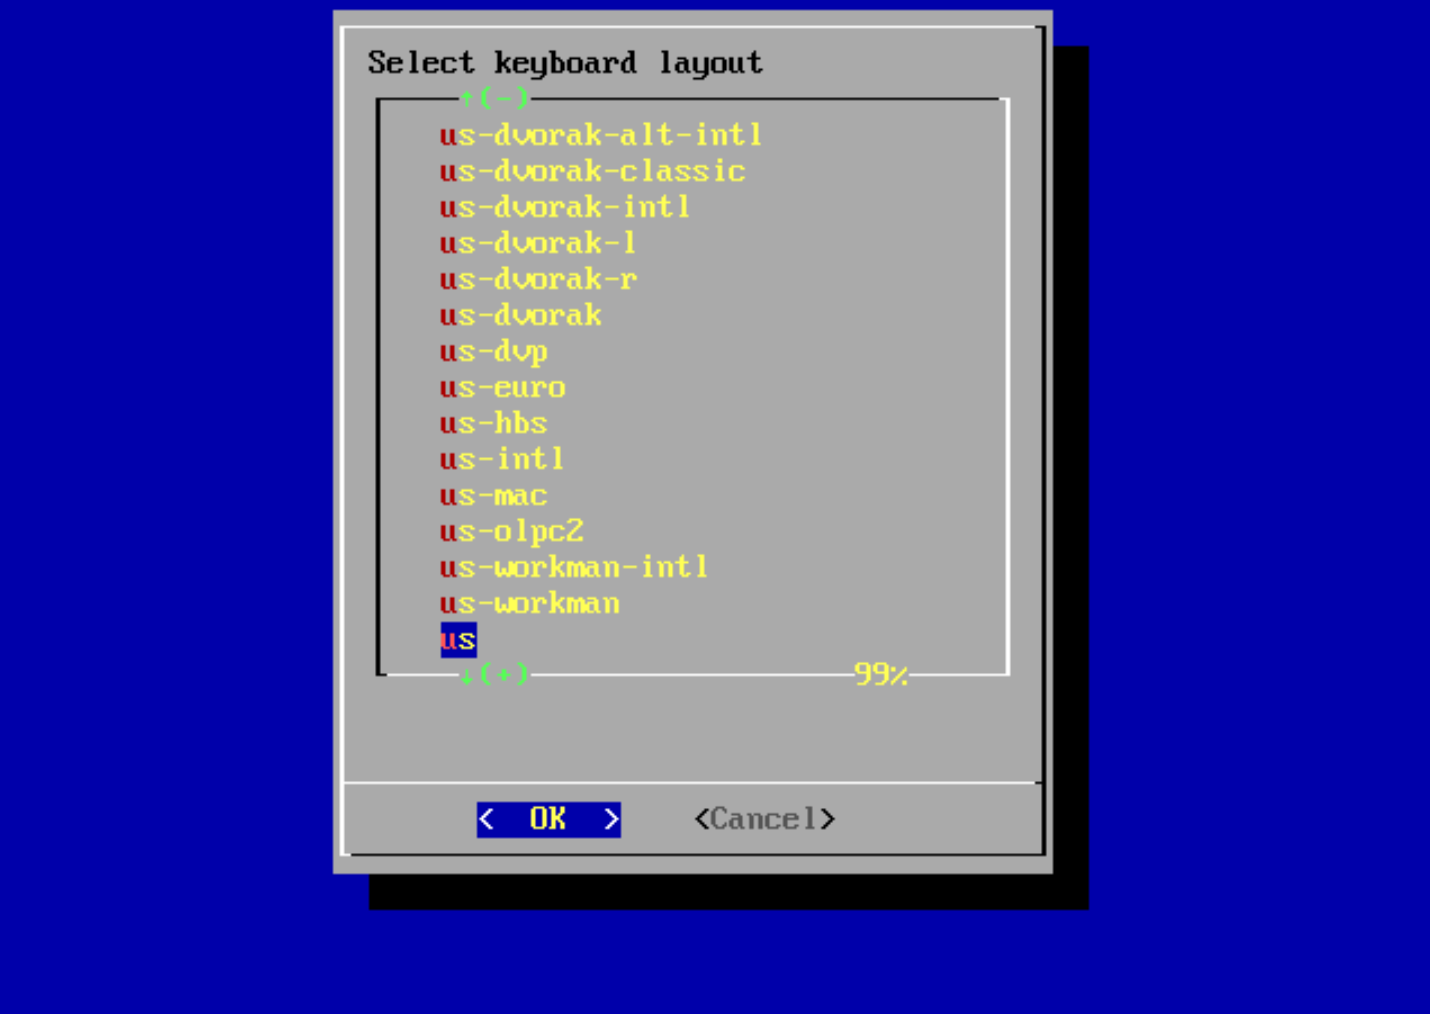 Select keyboard layout
↑(-)
us-dvorak-alt-intl
us-dvorak-classic
us-dvorak-intl
us-dvorak-l
us-dvorak-r
us-dvorak
us-dvp
us-euro
us-hbs
us-intl
us-mac
us-olpc2
us-workman-intl
us-workman
us
↓(+) 99%
< OK > <Cancel>